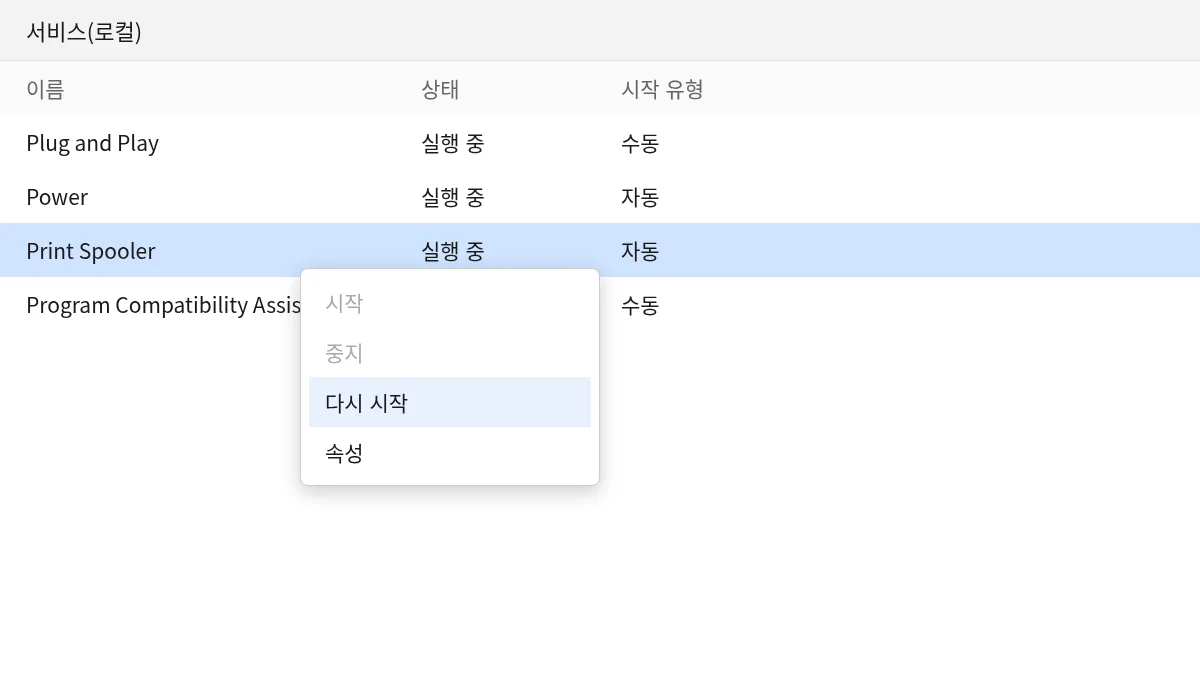 서비스(로컬)
이름 상태 시작 유형
Plug and Play 실행 중 수동
Power 실행 중 자동
Print Spooler 실행 중 자동
Program Compatibility Assis 수동
시작
중지
다시 시작
속성